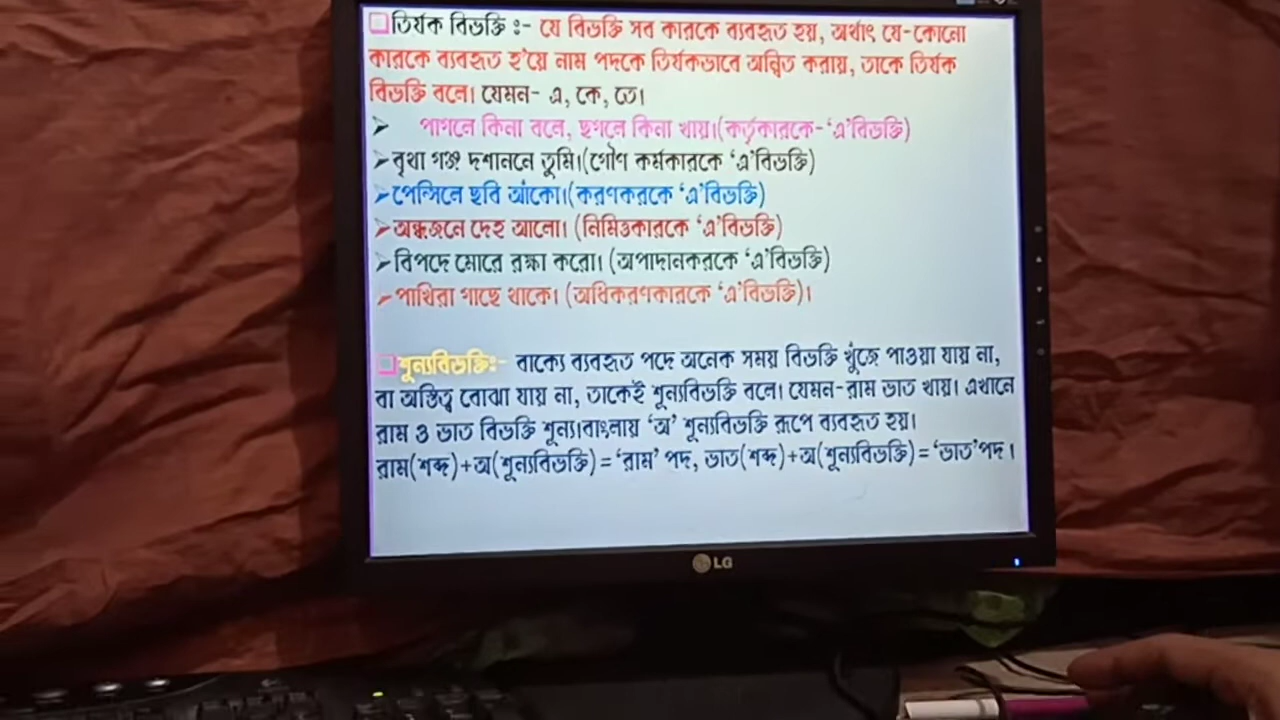 তির্যক বিভক্তি :- যে বিভক্তি সব কারকে ব্যবহৃত হয়, অর্থাৎ যে-কোনো
কারকে ব্যবহৃত হ'য়ে নাম পদকে তির্যকভাবে অন্বিত করায়, তাকে তির্যক
বিভক্তি বলে। যেমন- এ, কে, তে।
পাগলে কিনা বলে, ছাগলে কিনা খায়।(কর্তৃকারকে-'এ'বিভক্তি)
বৃথা গঞ্জ দশাননে তুমি।(গৌণ কর্মকারকে 'এ'বিভক্তি)
পেন্সিলে ছবি আঁকো।(করণকরকে 'এ'বিভক্তি)
অন্ধজনে দেহ আলো। (নিমিত্তকারকে 'এ'বিভক্তি)
বিপদে মোরে রক্ষা করো। (অপাদানকরকে 'এ'বিভক্তি)
পাখিরা গাছে থাকে। (অধিকরণকারকে 'এ'বিভক্তি)।
শূন্যবিভক্তি:- বাক্যে ব্যবহৃত পদে অনেক সময় বিভক্তি খুঁজে পাওয়া যায় না,
বা অস্তিত্ব বোঝা যায় না, তাকেই শূন্যবিভক্তি বলে। যেমন-রাম ভাত খায়। এখানে
রাম ও ভাত বিভক্তি শূন্য।বাংলায় 'অ' শূন্যবিভক্তি রূপে ব্যবহৃত হয়।
রাম(শব্দ)+অ(শূন্যবিভক্তি)='রাম' পদ, ভাত(শব্দ)+অ(শূন্যবিভক্তি)='ভাত'পদ।
LG